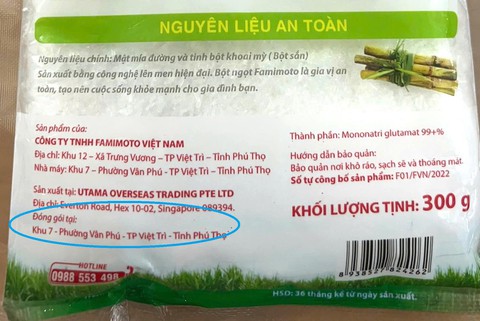 NGUYÊN LIỆU AN TOÀN
Nguyên liệu chính: Mật mía đường và tinh bột khoai mỳ ( Bột sắn)
Sản xuất bằng công nghệ lên men hiện đại. Bột ngọt Famimoto là gia vị an
toàn, tạo nên cuộc sống khỏe mạnh cho gia đình bạn.
Sản phẩm của:
CÔNG TY TNHH FAMIMOTO VIỆT NAM
Địa chỉ: Khu 12 – Xã Trưng Vương – TP Việt Trì – Tỉnh Phú Thọ
Nhà máy: Khu 7 – Phường Vân Phú - TP Việt Trì – Tỉnh Phú Thọ
Sản xuất tại: UTAMA OVERSEAS TRADING PTE LTD
Địa chỉ: Everton Road, Hex 10-02, Singapore 089394.
Đóng gói tại:
Khu 7 - Phường Vân Phú - TP Việt Trì - Tỉnh Phú Thọ
HOTLINE
0988 553 498
Thành phần: Mononatri glutamat 99+%
Hướng dẫn bảo quản:
Bảo quản nơi khô ráo, sạch sẽ và thoáng mát.
Số tự công bố sản phẩm: F01/FVN/2022
KHỐI LƯỢNG TỊNH: 300 g
8 938527 824262
HSD: 36 tháng kể từ ngày sản xuất.